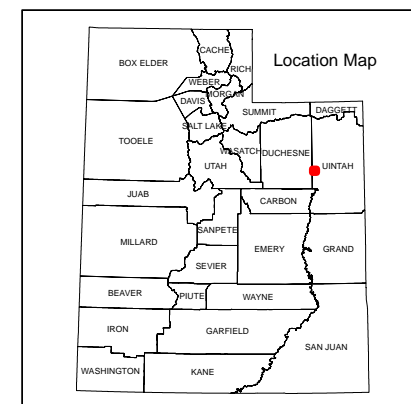 Location Map
BOX ELDER
CACHE
RICH
WEBER
MORGAN
DAVIS
SUMMIT
DAGGETT
SALT LAKE
TOOELE
WASATCH
DUCHESNE
UINTAH
UTAH
JUAB
CARBON
SANPETE
MILLARD
EMERY
GRAND
SEVIER
BEAVER
PIUTE
WAYNE
IRON
GARFIELD
SAN JUAN
WASHINGTON
KANE